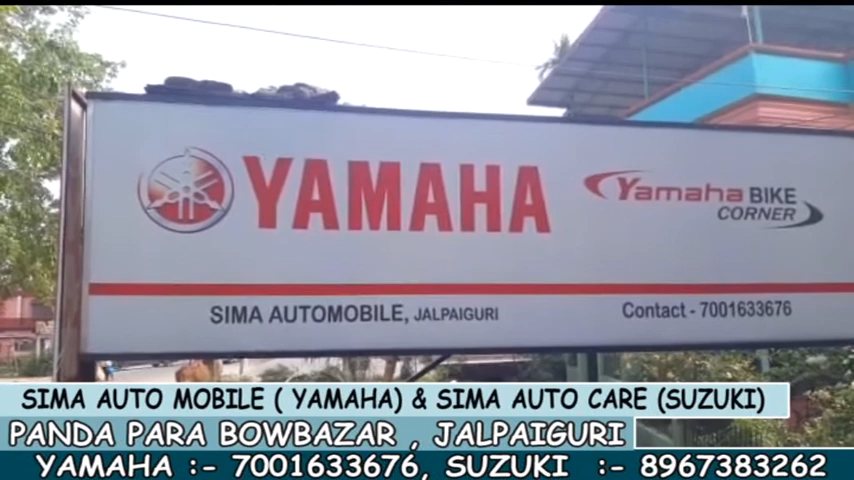 YAMAHA
Yamaha BIKE
CORNER
SIMA AUTOMOBILE, JALPAIGURI
Contact - 7001633676
SIMA AUTO MOBILE ( YAMAHA) & SIMA AUTO CARE (SUZUKI)
PANDA PARA BOWBAZAR , JALPAIGURI
YAMAHA :- 7001633676, SUZUKI :- 8967383262